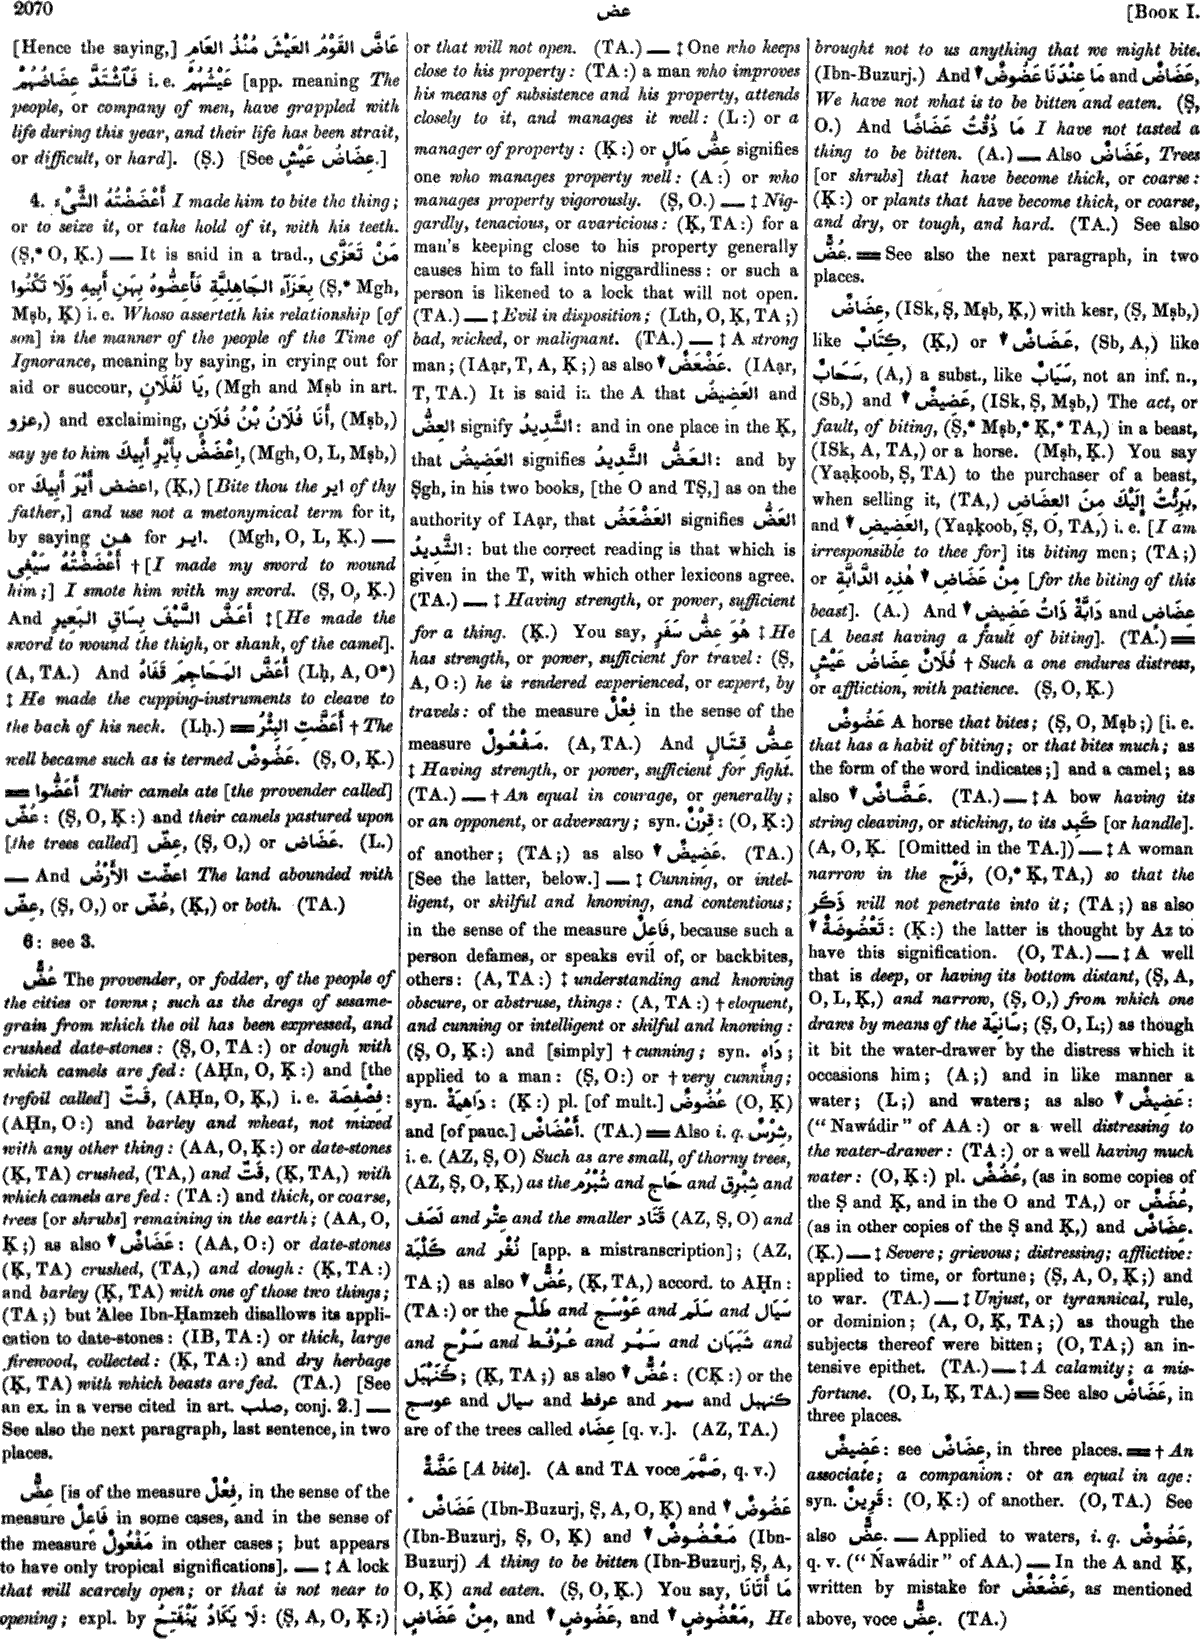 2070
عض
[BOOK I.
[Hence the saying,] عَاضَّ القَوْمُ العَيْشَ مُنْذُ العَامِ
فَٱشْتَدَّ عِضَاضُهُمْ عَيْشُهُمْ i. e. [app. meaning The
people, or company of men, have grappled with
life during this year, and their life has been strait,
or difficult, or hard]. (Ṣ.) [See عِضَاضُ عَيْشٍ.]
4. أَعْضَضْتُهُ الشَّىْءَ I made him to bite the thing;
or to seize it, or take hold of it, with his teeth.
(Ṣ,* O, Ḳ.) — It is said in a trad., مَنْ تَعَزَّى
بِعَزَآءِ الجَاهِلِيَّةِ فَأَعِضُّوهُ بِهَنِ أَبِيهِ وَلَا تَكْنُوا (Ṣ,* Mgh,
Mṣb, Ḳ) i. e. Whoso asserteth his relationship [of
son] in the manner of the people of the Time of
Ignorance, meaning by saying, in crying out for
aid or succour, يَا لَفُلَانٍ, (Mgh and Mṣb in art.
عزو,) and exclaiming, أَنَا فُلَانُ بْنُ فُلَانٍ, (Mṣb,)
say ye to him اِعْضَضْ بِأَيْرِ أَبِيكَ, (Mgh, O, L, Mṣb,)
or اعضض أَيْرَ أَبِيكَ, (Ḳ,) [Bite thou the اير of thy
father,] and use not a metonymical term for it,
by saying هن for اير. (Mgh, O, L, Ḳ.) —
أَعْضَضْتُهُ سَيْفِى † [I made my sword to wound
him;] I smote him with my sword. (Ṣ, O, Ḳ.)
And أَعَضَّ السَّيْفَ بِسَاقِ البَعِيرِ ‡ [He made the
sword to wound the thigh, or shank, of the camel].
(A, TA.) And أَعَضَّ المَحَاجِمَ قَفَاهُ (Lḥ, A, O*)
‡ He made the cupping-instruments to cleave to
the back of his neck. (Lḥ.) = أَعَضَّتِ البِئْرُ † The
well became such as is termed عَضُوض. (Ṣ, O, Ḳ.)
= أَعَضُّوا Their camels ate [the provender called]
عُضّ: (Ṣ, O, Ḳ:) and their camels pastured upon
[the trees called] عِضّ, (Ṣ, O,) or عَضَاض. (L.)
— And اعضّت الأَرْضُ The land abounded with
عِضّ, (Ṣ, O,) or عُضّ, (Ḳ,) or both. (TA.)
6: see 3.
عُضٌّ The provender, or fodder, of the people of
the cities or towns; such as the dregs of sesame-
grain from which the oil has been expressed, and
crushed date-stones: (Ṣ, O, TA:) or dough with
which camels are fed: (AḤn, O, Ḳ:) and [the
trefoil called] قَتّ, (AḤn, O, Ḳ,) i. e. فِصْفِصَة:
(AḤn, O:) and barley and wheat, not mixed
with any other thing: (AA, O, Ḳ:) or date-stones
(Ḳ, TA) crushed, (TA,) and قَتّ, (Ḳ, TA,) with
which camels are fed: (TA:) and thick, or coarse,
trees [or shrubs] remaining in the earth; (AA, O,
Ḳ;) as also ▼ عَضَاضٌ: (AA, O:) or date-stones
(Ḳ, TA) crushed, (TA,) and dough: (Ḳ, TA:)
and barley (Ḳ, TA) with one of those two things;
(TA;) but 'Alee Ibn-Ḥamzeh disallows its appli-
cation to date-stones: (IB, TA:) or thick, large
firewood, collected: (Ḳ, TA:) and dry herbage
(Ḳ, TA) with which beasts are fed. (TA.) [See
an ex. in a verse cited in art. صلب, conj. 2.] —
See also the next paragraph, last sentence, in two
places.
عِضٌّ [is of the measure فِعْلٌ, in the sense of the
measure فَاعِلٌ in some cases, and in the sense of
the measure مَفْعُولٌ in other cases; but appears
to have only tropical significations]. — ‡ A lock
that will scarcely open; or that is not near to
opening; expl. by لَا يَكَادُ يَنْفَتِحُ: (Ṣ, A, O, Ḳ;)
or that will not open. (TA.) — ‡ One who keeps
close to his property: (TA:) a man who improves
his means of subsistence and his property, attends
closely to it, and manages it well: (L:) or a
manager of property: (Ḳ:) or عِضُّ مَالٍ signifies
one who manages property well: (A:) or who
manages property vigorously. (Ṣ, O.) — ‡ Nig-
gardly, tenacious, or avaricious: (Ḳ, TA:) for a
man's keeping close to his property generally
causes him to fall into niggardliness: or such a
person is likened to a lock that will not open.
(TA.) — ‡ Evil in disposition; (Lth, O, Ḳ, TA;)
bad, wicked, or malignant. (TA.) — ‡ A strong
man; (IAạr, T, A, Ḳ;) as also ▼ عَضْعَضٌ. (IAạr,
T, TA.) It is said in the A that العَضِيضُ and
العِضُّ signify الشَّدِيدُ: and in one place in the Ḳ,
that العَضِيضُ signifies العَضُّ الشَّدِيدُ: and by
Ṣgh, in his two books, [the O and TṢ,] as on the
authority of IAạr, that العَضْعَضُ signifies العَضُّ
الشَّدِيدُ: but the correct reading is that which is
given in the T, with which other lexicons agree.
(TA.) — ‡ Having strength, or power, sufficient
for a thing. (Ḳ.) You say, هُوَ عِضُّ سَفَرٍ ‡ He
has strength, or power, sufficient for travel: (Ṣ,
A, O:) he is rendered experienced, or expert, by
travels: of the measure فِعْلٌ in the sense of the
measure مَفْعُولٌ. (A, TA.) And عِضُّ قِتَالٍ
‡ Having strength, or power, sufficient for fight.
(TA.) — † An equal in courage, or generally;
or an opponent, or adversary; syn. قِرْنٌ: (O, Ḳ:)
of another; (TA;) as also ▼ عَضِيضٌ. (TA.)
[See the latter, below.] — ‡ Cunning, or intel-
ligent, or skilful and knowing, and contentious;
in the sense of the measure فَاعِلٌ, because such a
person defames, or speaks evil of, or backbites,
others: (A, TA:) ‡ understanding and knowing
obscure, or abstruse, things: (A, TA:) † eloquent,
and cunning or intelligent or skilful and knowing:
(Ṣ, O, Ḳ:) and [simply] † cunning; syn. دَاهٍ;
applied to a man: (Ṣ, O:) or † very cunning;
syn. دَاهِيَةٌ: (Ḳ:) pl. [of mult.] عُضُوضٌ (O, Ḳ)
and [of pauc.] أَعْضَاضٌ. (TA.) = Also i. q. شِرْسٌ,
i. e. (AZ, Ṣ, O) Such as are small, of thorny trees,
(AZ, Ṣ, O, Ḳ,) as the شُبْرُم and حَاج and شِبْرِق and
لَصَف and عِتْر and the smaller قَتَاد (AZ, Ṣ, O) and
كَلْبَة and نُغْر [app. a mistranscription]; (AZ,
TA;) as also ▼ عُضٌّ, (Ḳ, TA,) accord. to AḤn:
(TA:) or the طَلْح and عَوْسَج and سَلَم and سَيَال
and سَرْح and عُرْفُط and سَمُر and شَبَهَان and
كَنَهْبَل; (Ḳ, TA;) as also ▼ عُضٌّ: (CḲ:) or the
عوسج and سيال and عرفط and سمر and كنهبل
are of the trees called عِضَاه [q. v.]. (AZ, TA.)
عَضَّةٌ [A bite]. (A and TA voce صَمَّمَ, q. v.)
عَضَاضٌ (Ibn-Buzurj, Ṣ, A, O, Ḳ) and ▼ عَضُوضٌ
(Ibn-Buzurj, Ṣ, O, Ḳ) and ▼ مَعْضُوضٌ (Ibn-
Buzurj) A thing to be bitten (Ibn-Buzurj, Ṣ, A,
O, Ḳ) and eaten. (Ṣ, O, Ḳ.) You say, مَا أَتَانَا
مِنْ عَضَاضٍ, and ▼ عَضُوضٍ, and ▼ مَعْضُوضٍ, He
brought not to us anything that we might bite.
(Ibn-Buzurj.) And مَا عِنْدَنَا عَضُوضٌ ▼ and عَضَاضٌ,
We have not what is to be bitten and eaten. (Ṣ,
O.) And مَا ذُقْتُ عَضَاضًا I have not tasted a
thing to be bitten. (A.) — Also عَضَاضٌ, Trees
[or shrubs] that have become thick, or coarse:
(Ḳ:) or plants that have become thick, or coarse,
and dry, or tough, and hard. (TA.) See also
عُضٌّ. = See also the next paragraph, in two
places.
عِضَاضٌ, (ISk, Ṣ, Mṣb, Ḳ,) with kesr, (Ṣ, Mṣb,)
like كِتَابٌ, (Ḳ,) or ▼ عَضَاضٌ, (Sb, A,) like
سَحَابٌ, (A,) a subst., like سَبَابٌ, not an inf. n.,
(Sb,) and ▼ عَضِيضٌ, (ISk, Ṣ, Mṣb,) The act, or
fault, of biting, (Ṣ,* Mṣb,* Ḳ,* TA,) in a beast,
(ISk, A, TA,) or a horse. (Mṣb, Ḳ.) You say
(Yaạḳoob, Ṣ, TA) to the purchaser of a beast,
when selling it, (TA,) بَرِئْتُ إِلَيْكَ مِنَ العِضَاضِ,
and ▼ العَضِيضِ, (Yaạḳoob, Ṣ, O, TA,) i. e. [I am
irresponsible to thee for] its biting men; (TA;)
or مِنْ عَضَاضِ ▼ هٰذِهِ الدَّابَّةِ [for the biting of this
beast]. (A.) And دَابَّةٌ ذَاتُ عَضِيضٍ ▼ and عِضَاضٍ
[A beast having a fault of biting]. (TA.) =
فُلَانٌ عِضَاضُ عَيْشٍ † Such a one endures distress,
or affliction, with patience. (Ṣ, O, Ḳ.)
عَضُوضٌ A horse that bites; (Ṣ, O, Mṣb;) [i. e.
that has a habit of biting; or that bites much; as
the form of the word indicates;] and a camel; as
also ▼ عَضَّاضٌ. (TA.) — ‡ A bow having its
string cleaving, or sticking, to its كَبِد [or handle].
(A, O, Ḳ. [Omitted in the TA.]) — ‡ A woman
narrow in the فَرْج, (O,* Ḳ, TA,) so that the
ذَكَر will not penetrate into it; (TA;) as also
▼ تَعْضُوضَةٌ: (Ḳ:) the latter is thought by Az to
have this signification. (O, TA.) — ‡ A well
that is deep, or having its bottom distant, (Ṣ, A,
O, L, Ḳ,) and narrow, (Ṣ, O,) from which one
draws by means of the سَانِيَة; (Ṣ, O, L;) as though
it bit the water-drawer by the distress which it
occasions him; (A;) and in like manner a
water; (L;) and waters; as also ▼ عَضِيضٌ:
("Nawádir" of AA:) or a well distressing to
the water-drawer: (TA:) or a well having much
water: (O, Ḳ:) pl. عُضُضٌ, (as in some copies of
the Ṣ and Ḳ, and in the O and TA,) or عُضَضٌ,
(as in other copies of the Ṣ and Ḳ,) and عِضَاضٌ.
(Ḳ.) — ‡ Severe; grievous; distressing; afflictive:
applied to time, or fortune; (Ṣ, A, O, Ḳ;) and
to war. (TA.) — ‡ Unjust, or tyrannical, rule,
or dominion; (A, O, Ḳ, TA;) as though the
subjects thereof were bitten; (O, TA;) an in-
tensive epithet. (TA.) — ‡ A calamity; a mis-
fortune. (O, L, Ḳ, TA.) = See also عَضَاضٌ, in
three places.
عَضِيضٌ: see عِضَاضٌ, in three places. = † An
associate; a companion: or an equal in age:
syn. قَرِينٌ: (O, Ḳ:) of another. (O, TA.) See
also عِضٌّ. — Applied to waters, i. q. عَضُوضٌ,
q. v. ("Nawádir" of AA.) — In the A and Ḳ,
written by mistake for عَضْعَضٌ, as mentioned
above, voce عِضٌّ. (TA.)